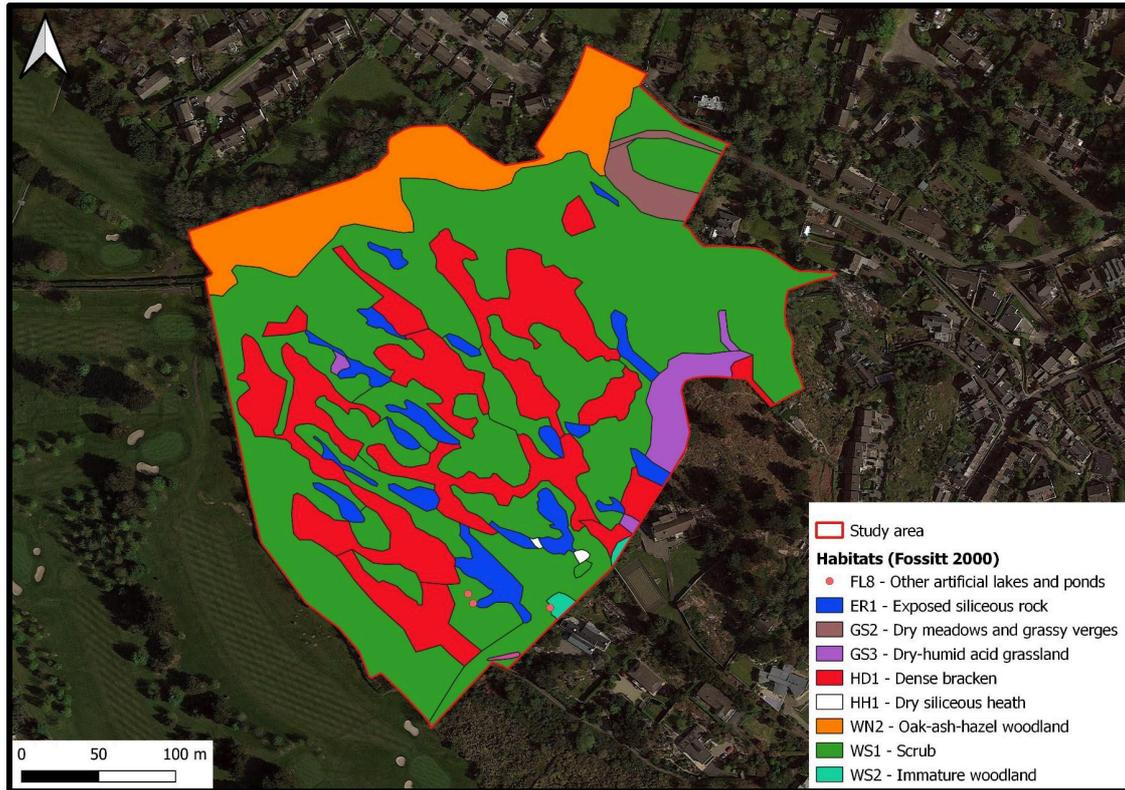 Study area
Habitats (Fossitt 2000)
FL8 - Other artificial lakes and ponds
ER1 - Exposed siliceous rock
GS2 - Dry meadows and grassy verges
GS3 - Dry-humid acid grassland
HD1 - Dense bracken
HH1 - Dry siliceous heath
WN2 - Oak-ash-hazel woodland
WS1 - Scrub
WS2 - Immature woodland
0 50 100 m